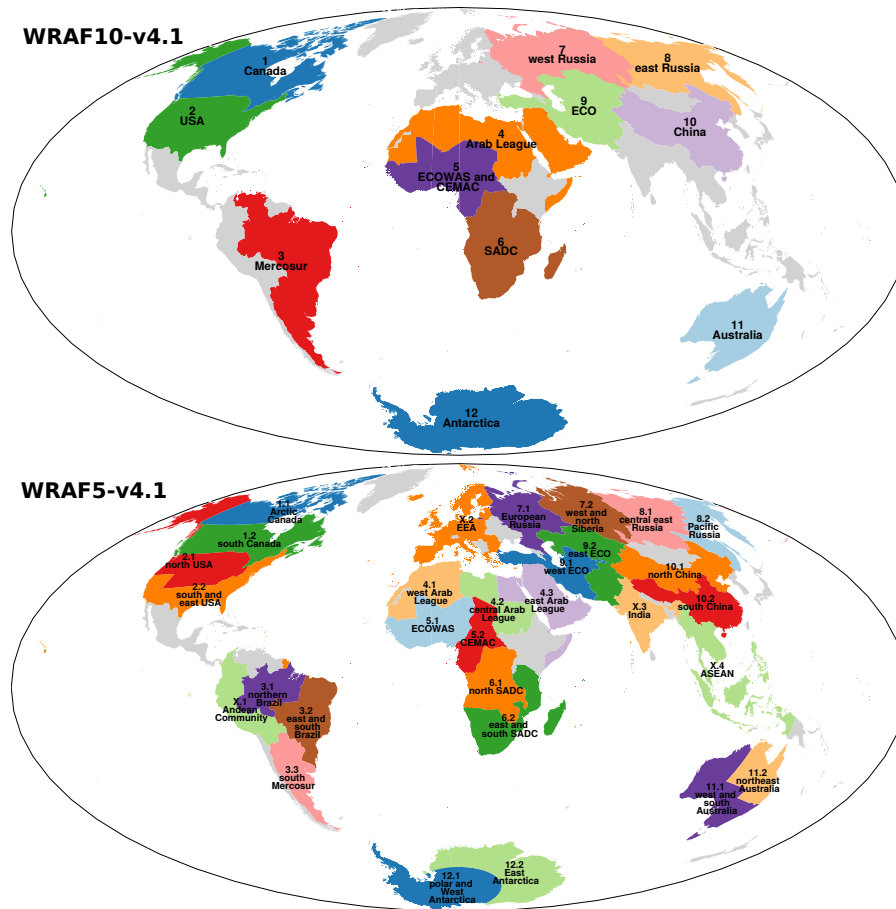 WRAF10-v4.1
1
Canada
2
USA
3
Mercosur
4
Arab League
5
ECOWAS and
CEMAC
6
SADC
7
west Russia
8
east Russia
9
ECO
10
China
11
Australia
12
Antarctica
WRAF5-v4.1
1.1
Arctic
Canada
1.2
south Canada
2.1
north USA
2.2
south and
east USA
X.1
Andean
Community
3.1
northern
Brazil
3.2
east and
south
Brazil
3.3
south
Mercosur
X.2
EEA
4.1
west Arab
League
4.2
central Arab
League
4.3
east Arab
League
5.1
ECOWAS
5.2
CEMAC
6.1
north SADC
6.2
east and
south SADC
7.1
European
Russia
7.2
west and
north
Siberia
8.1
central east
Russia
8.2
Pacific
Russia
9.1
west ECO
9.2
east ECO
10.1
north China
10.2
south China
X.3
India
X.4
ASEAN
11.1
west and
south
Australia
11.2
northeast
Australia
12.1
polar and
West
Antarctica
12.2
East
Antarctica